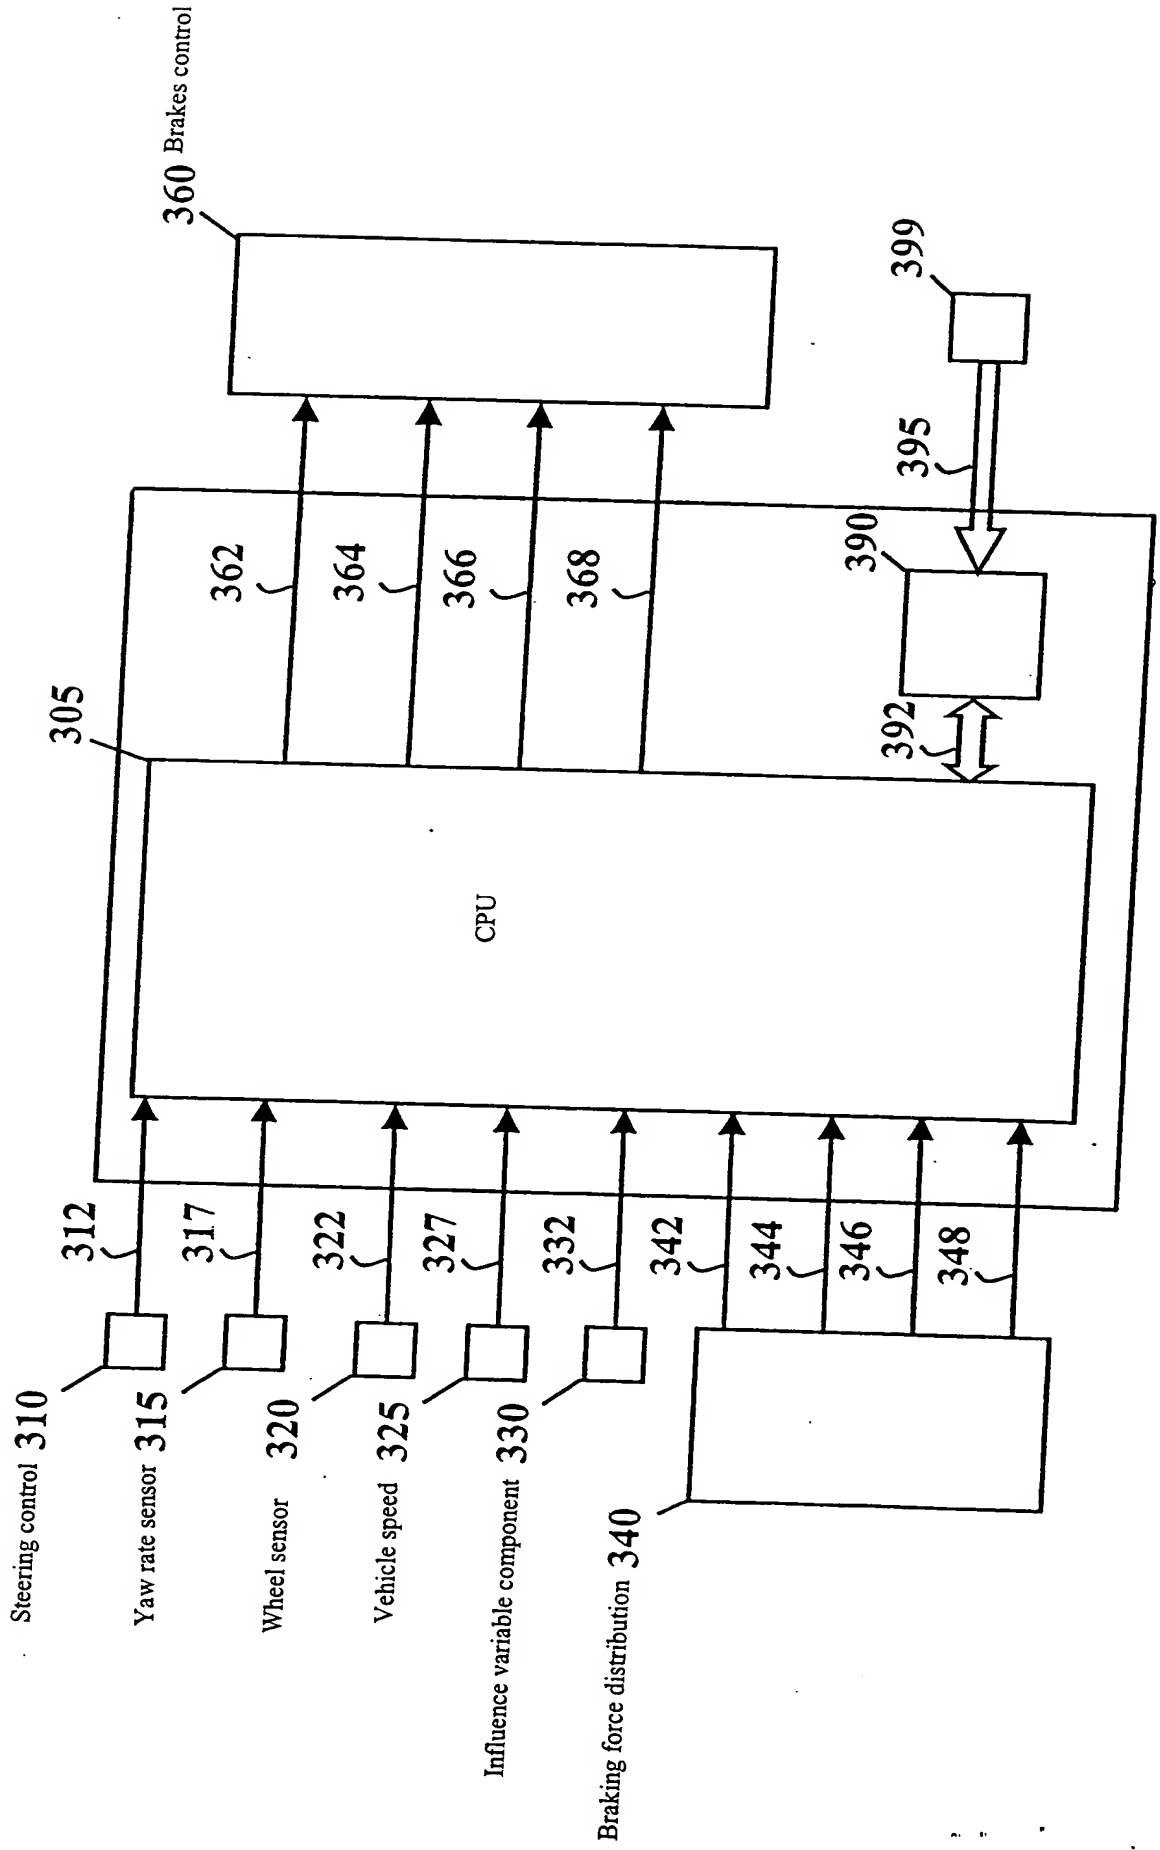 Steering control 310
312
Yaw rate sensor 315
317
Wheel sensor 320
322
Vehicle speed 325
327
Influence variable component 330
332
Braking force distribution 340
342
344
346
348
305
CPU
362
364
366
368
360 Brakes control
392
390
395
399